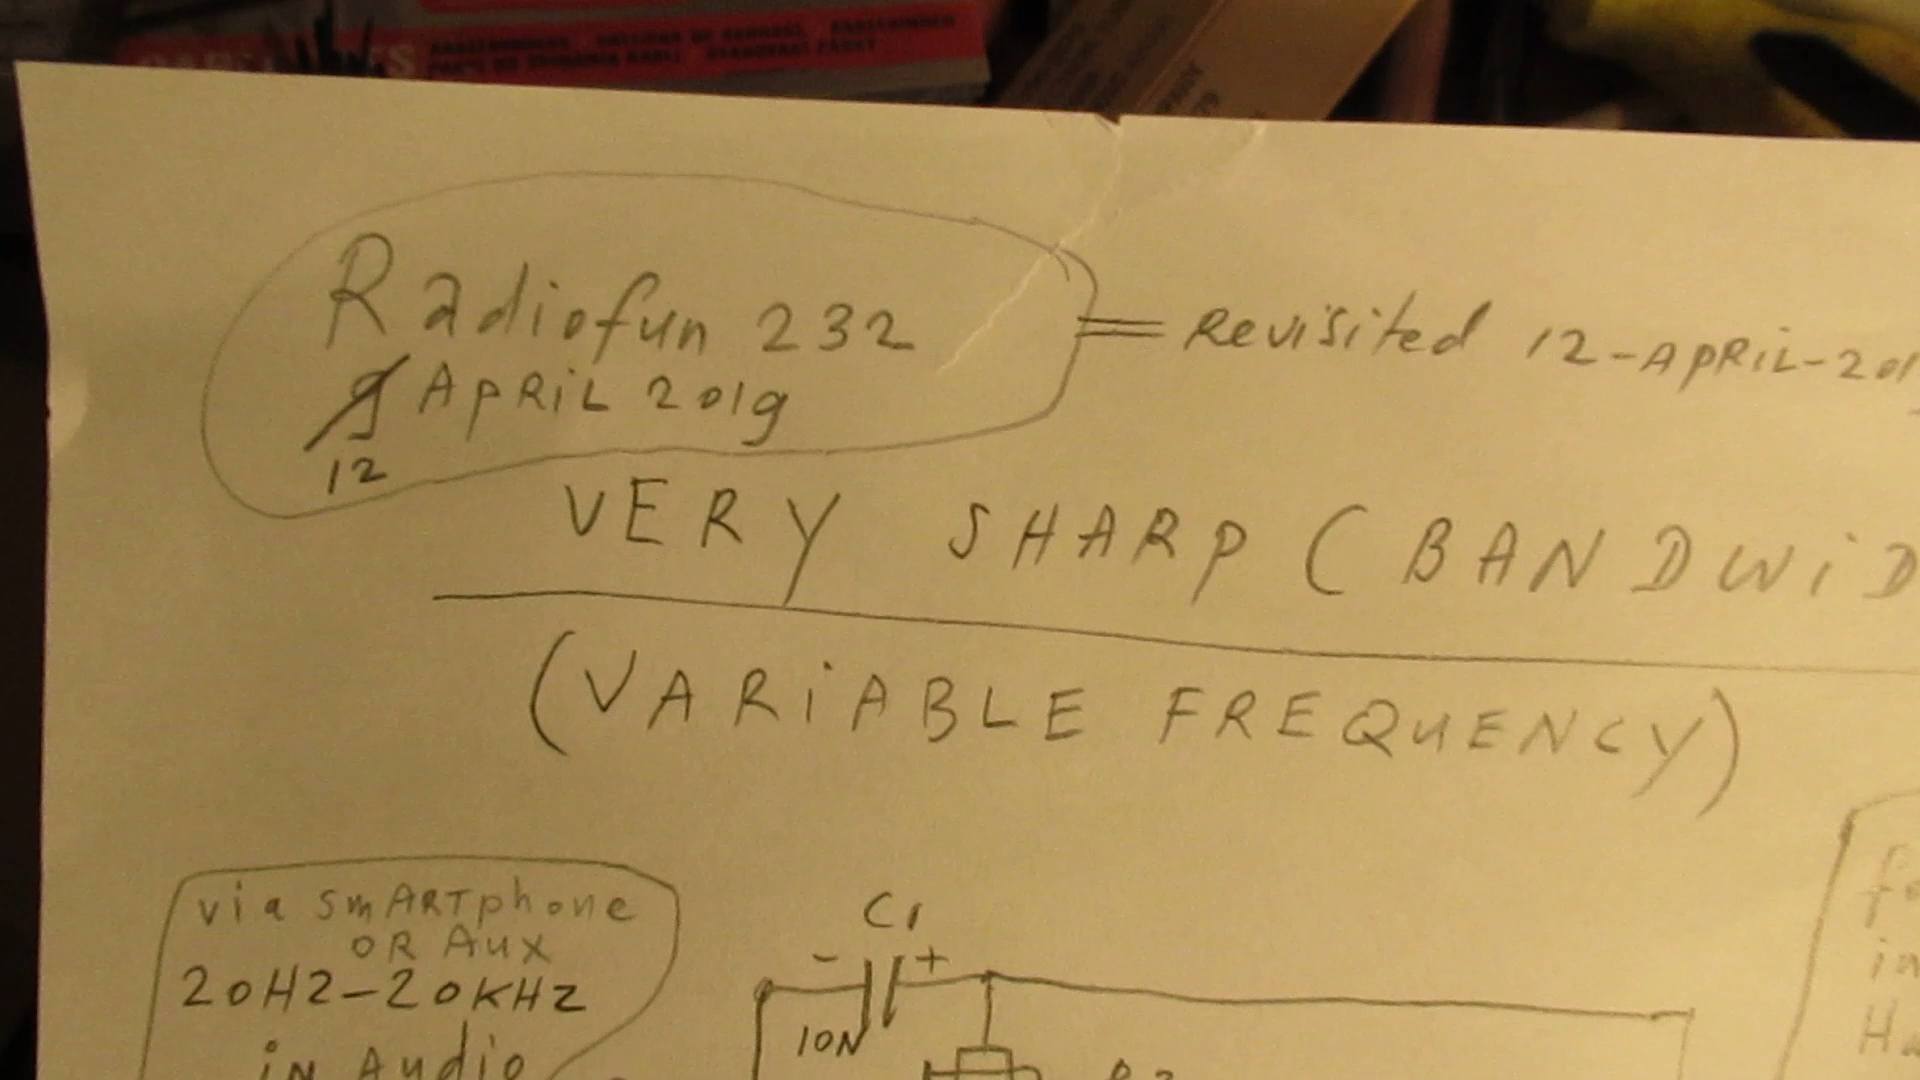 Radiofun 232
9 APRIL 2019
12
= Revisited 12-APRIL-201
VERY SHARP (BANDWID
(VARIABLE FREQUENCY)
via smARTphone
OR AUX
20HZ-20KHZ
in Audio
C1
- +
10N